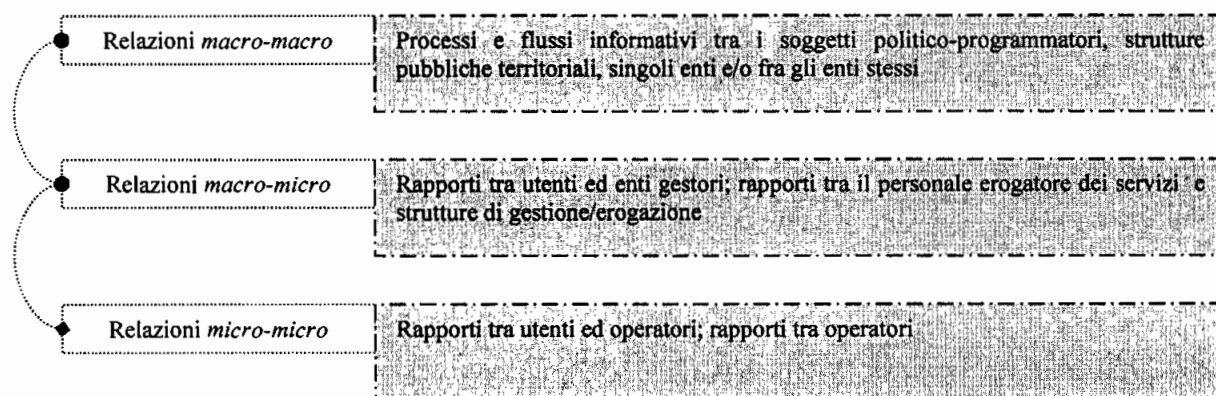 Relazioni macro-macro
Processi e flussi informativi tra i soggetti politico-programmatori, strutture
pubbliche territoriali, singoli enti e/o fra gli enti stessi
Relazioni macro-micro
Rapporti tra utenti ed enti gestori; rapporti tra il personale erogatore dei servizi e
strutture di gestione/erogazione
Relazioni micro-micro
Rapporti tra utenti ed operatori; rapporti tra operatori